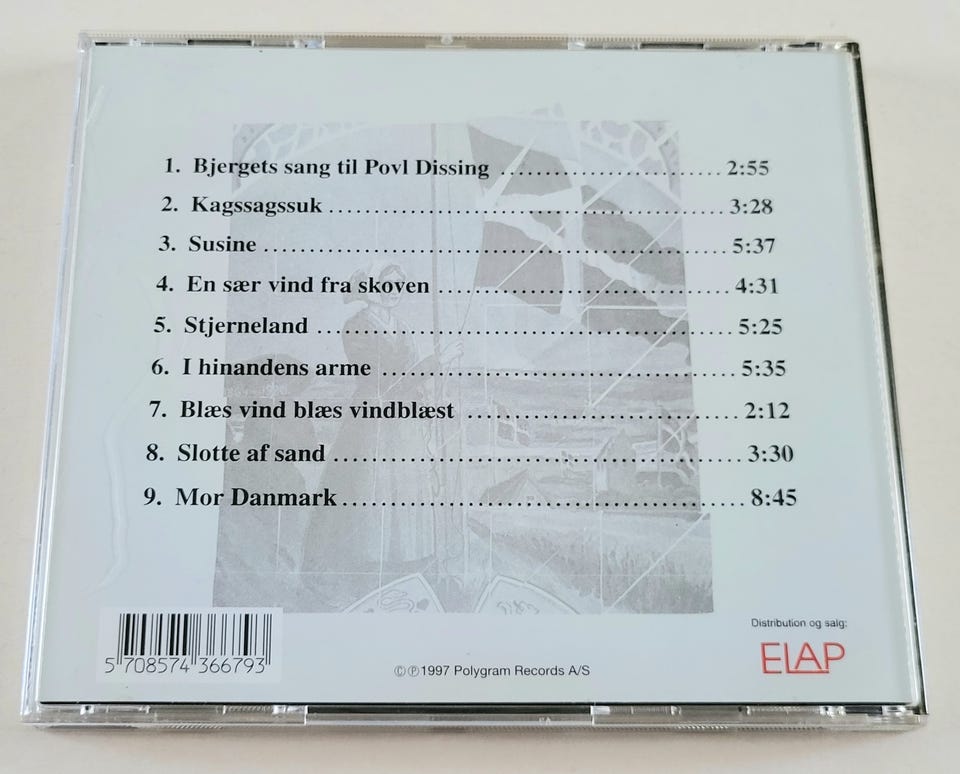 1. Bjergets sang til Povl Dissing ........................ 2:55
2. Kagssagssuk ........................ 3:28
3. Susine ........................ 5:37
4. En sær vind fra skoven ........................ 4:31
5. Stjerneland ........................ 5:25
6. I hinandens arme ........................ 5:35
7. Blæs vind blæs vindblæst ........................ 2:12
8. Slotte af sand ........................ 3:30
9. Mor Danmark ........................ 8:45
Distribution og salg:
ELAP
5 708574 366793
©℗1997 Polygram Records A/S